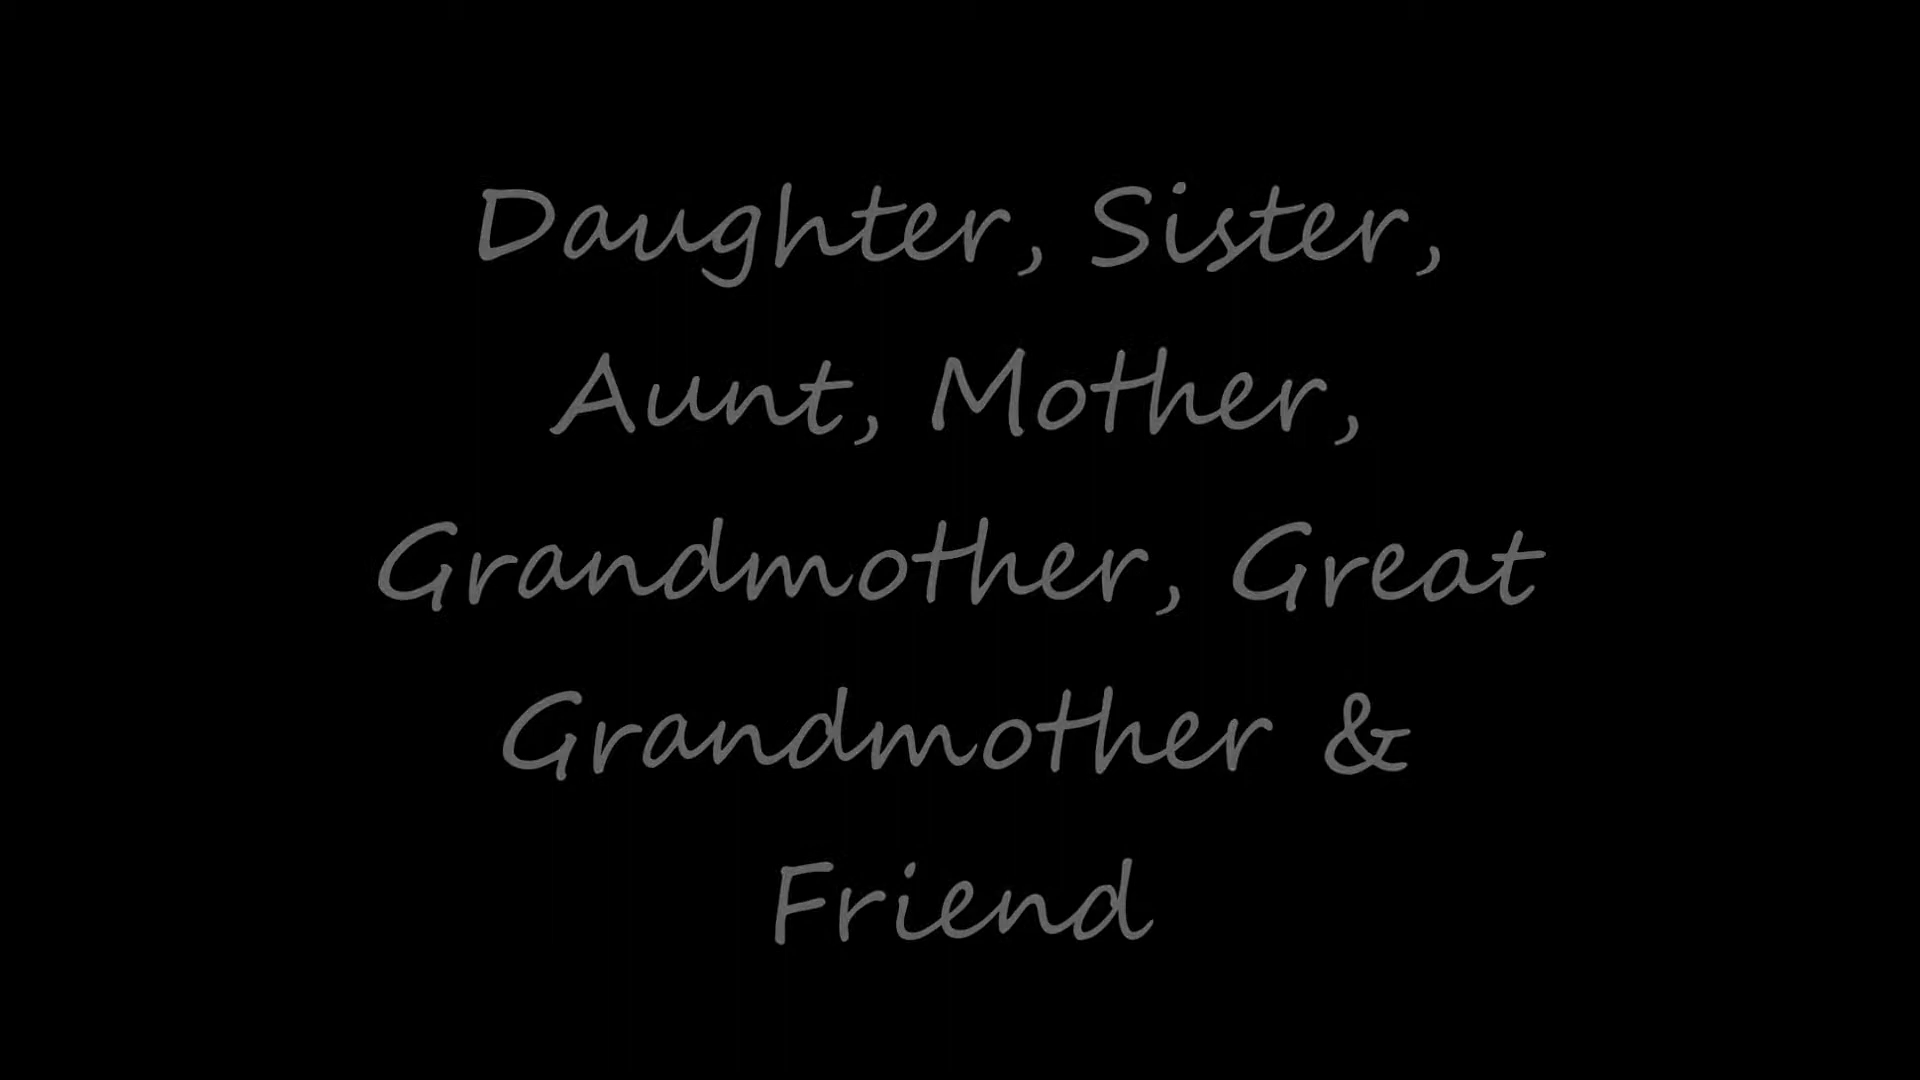 Daughter, Sister,
Aunt, Mother,
Grandmother, Great
Grandmother &
Friend